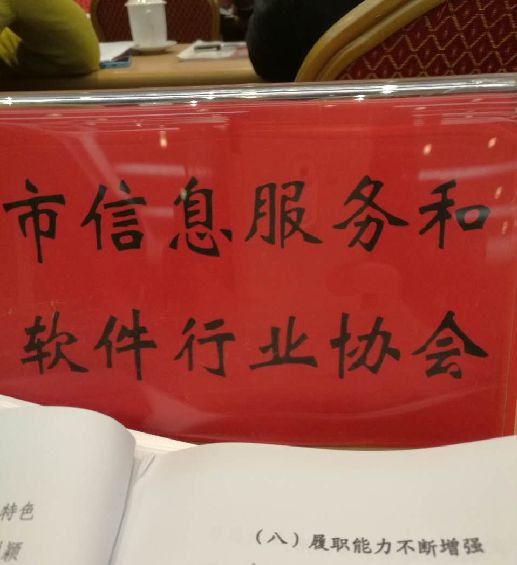 市信息服务和
软件行业协会
特色
颖
（八）履职能力不断增强